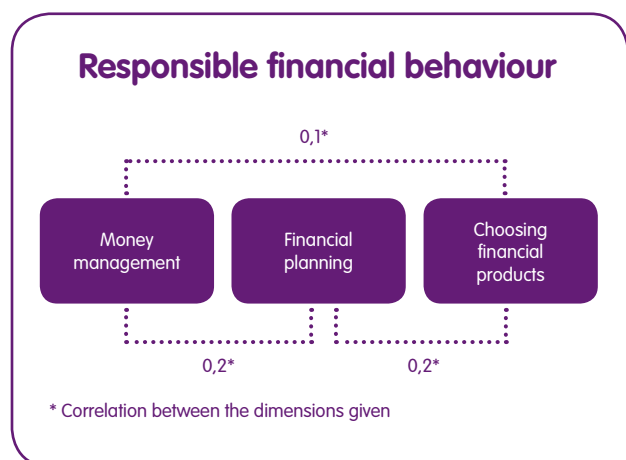 Responsible financial behaviour
0,1*
Money
management
Financial
planning
Choosing
financial
products
0,2*
0,2*
* Correlation between the dimensions given